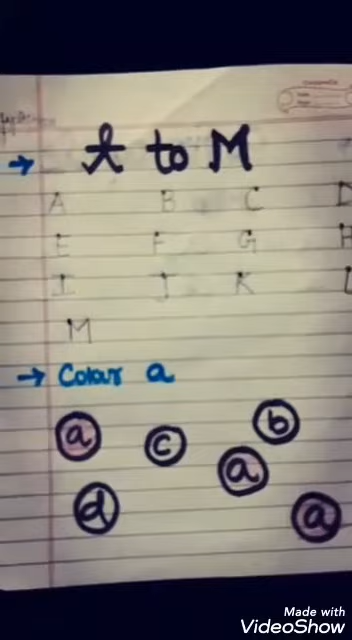 → A to M
A B C D
E F G H
I J K L
M
→ Colour a
a c b
a
d a
Made with
VideoShow